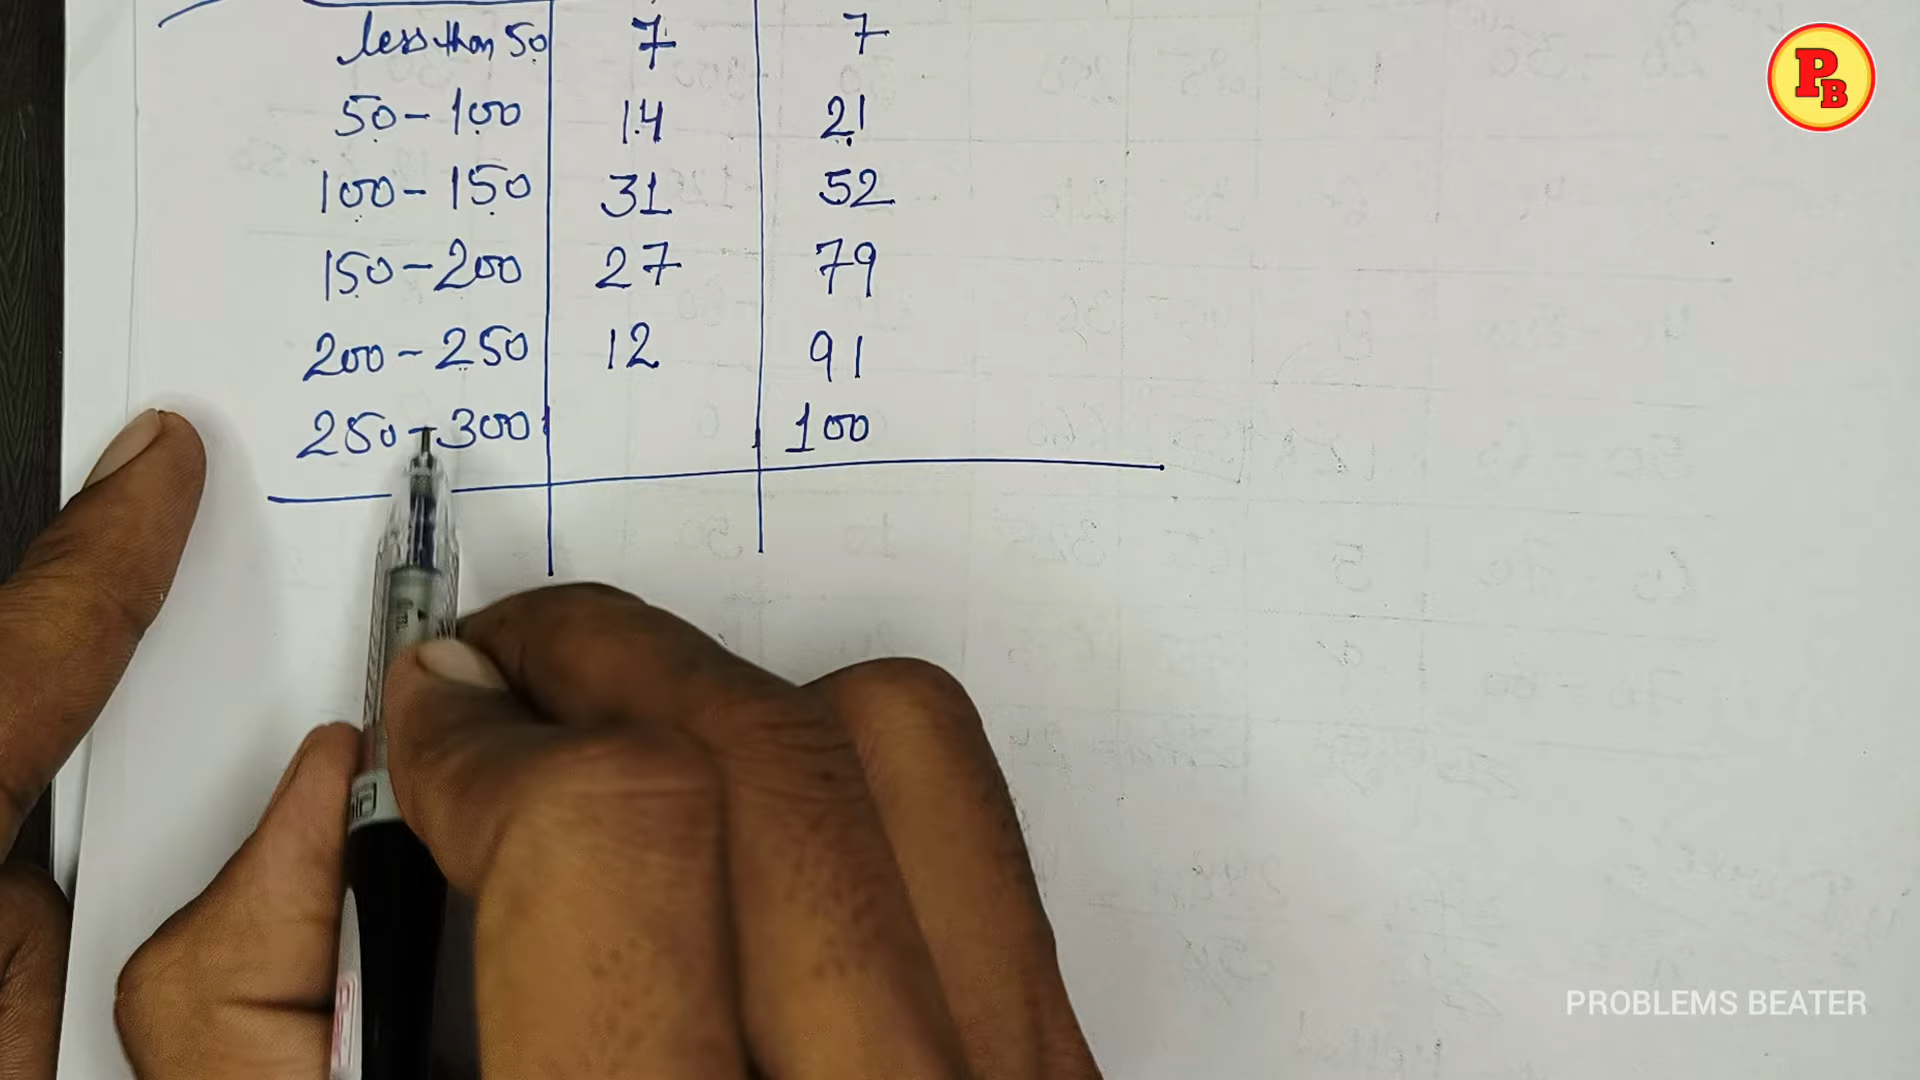 less than 50 7 7
50-100 14 21
100-150 31 52
150-200 27 79
200-250 12 91
250-300 100
PB
PROBLEMS BEATER